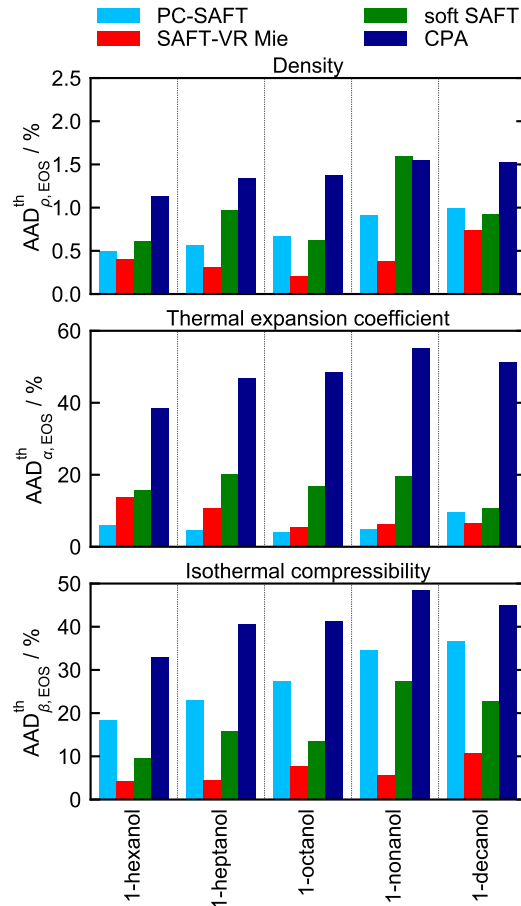 PC-SAFT soft SAFT
SAFT-VR Mie CPA
Density
2.5
2.0
1.5
1.0
0.5
0.0
AAD^th_ρ, EOS / %
Thermal expansion coefficient
60
40
20
0
AAD^th_α, EOS / %
Isothermal compressibility
50
40
30
20
10
0
AAD^th_β, EOS / %
1-hexanol
1-heptanol
1-octanol
1-nonanol
1-decanol